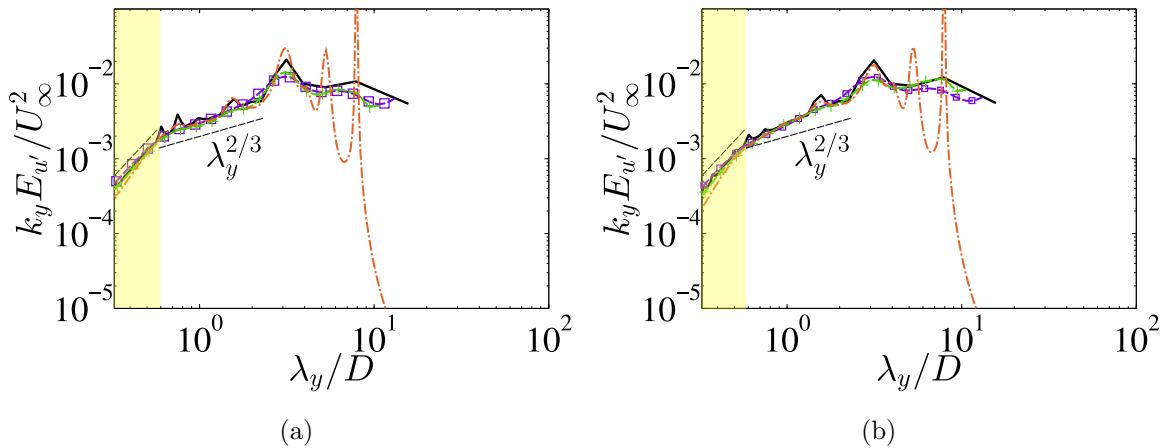 10^{-2}
10^{-3}
10^{-4}
10^{-5}
k_y E_{u'}/U_∞^2
λ_y^{2/3}
10^0
10^1
10^2
λ_y/D
(a)
10^{-2}
10^{-3}
10^{-4}
10^{-5}
k_y E_{u'}/U_∞^2
λ_y^{2/3}
10^0
10^1
10^2
λ_y/D
(b)